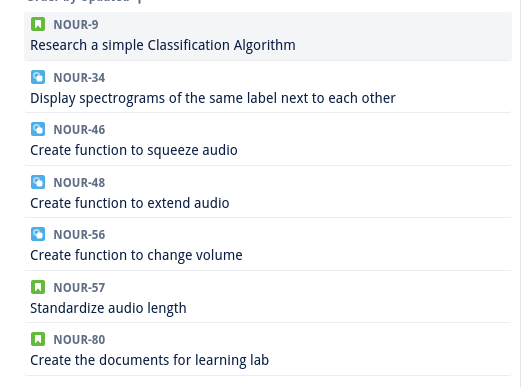 NOUR-9
Research a simple Classification Algorithm
NOUR-34
Display spectrograms of the same label next to each other
NOUR-46
Create function to squeeze audio
NOUR-48
Create function to extend audio
NOUR-56
Create function to change volume
NOUR-57
Standardize audio length
NOUR-80
Create the documents for learning lab